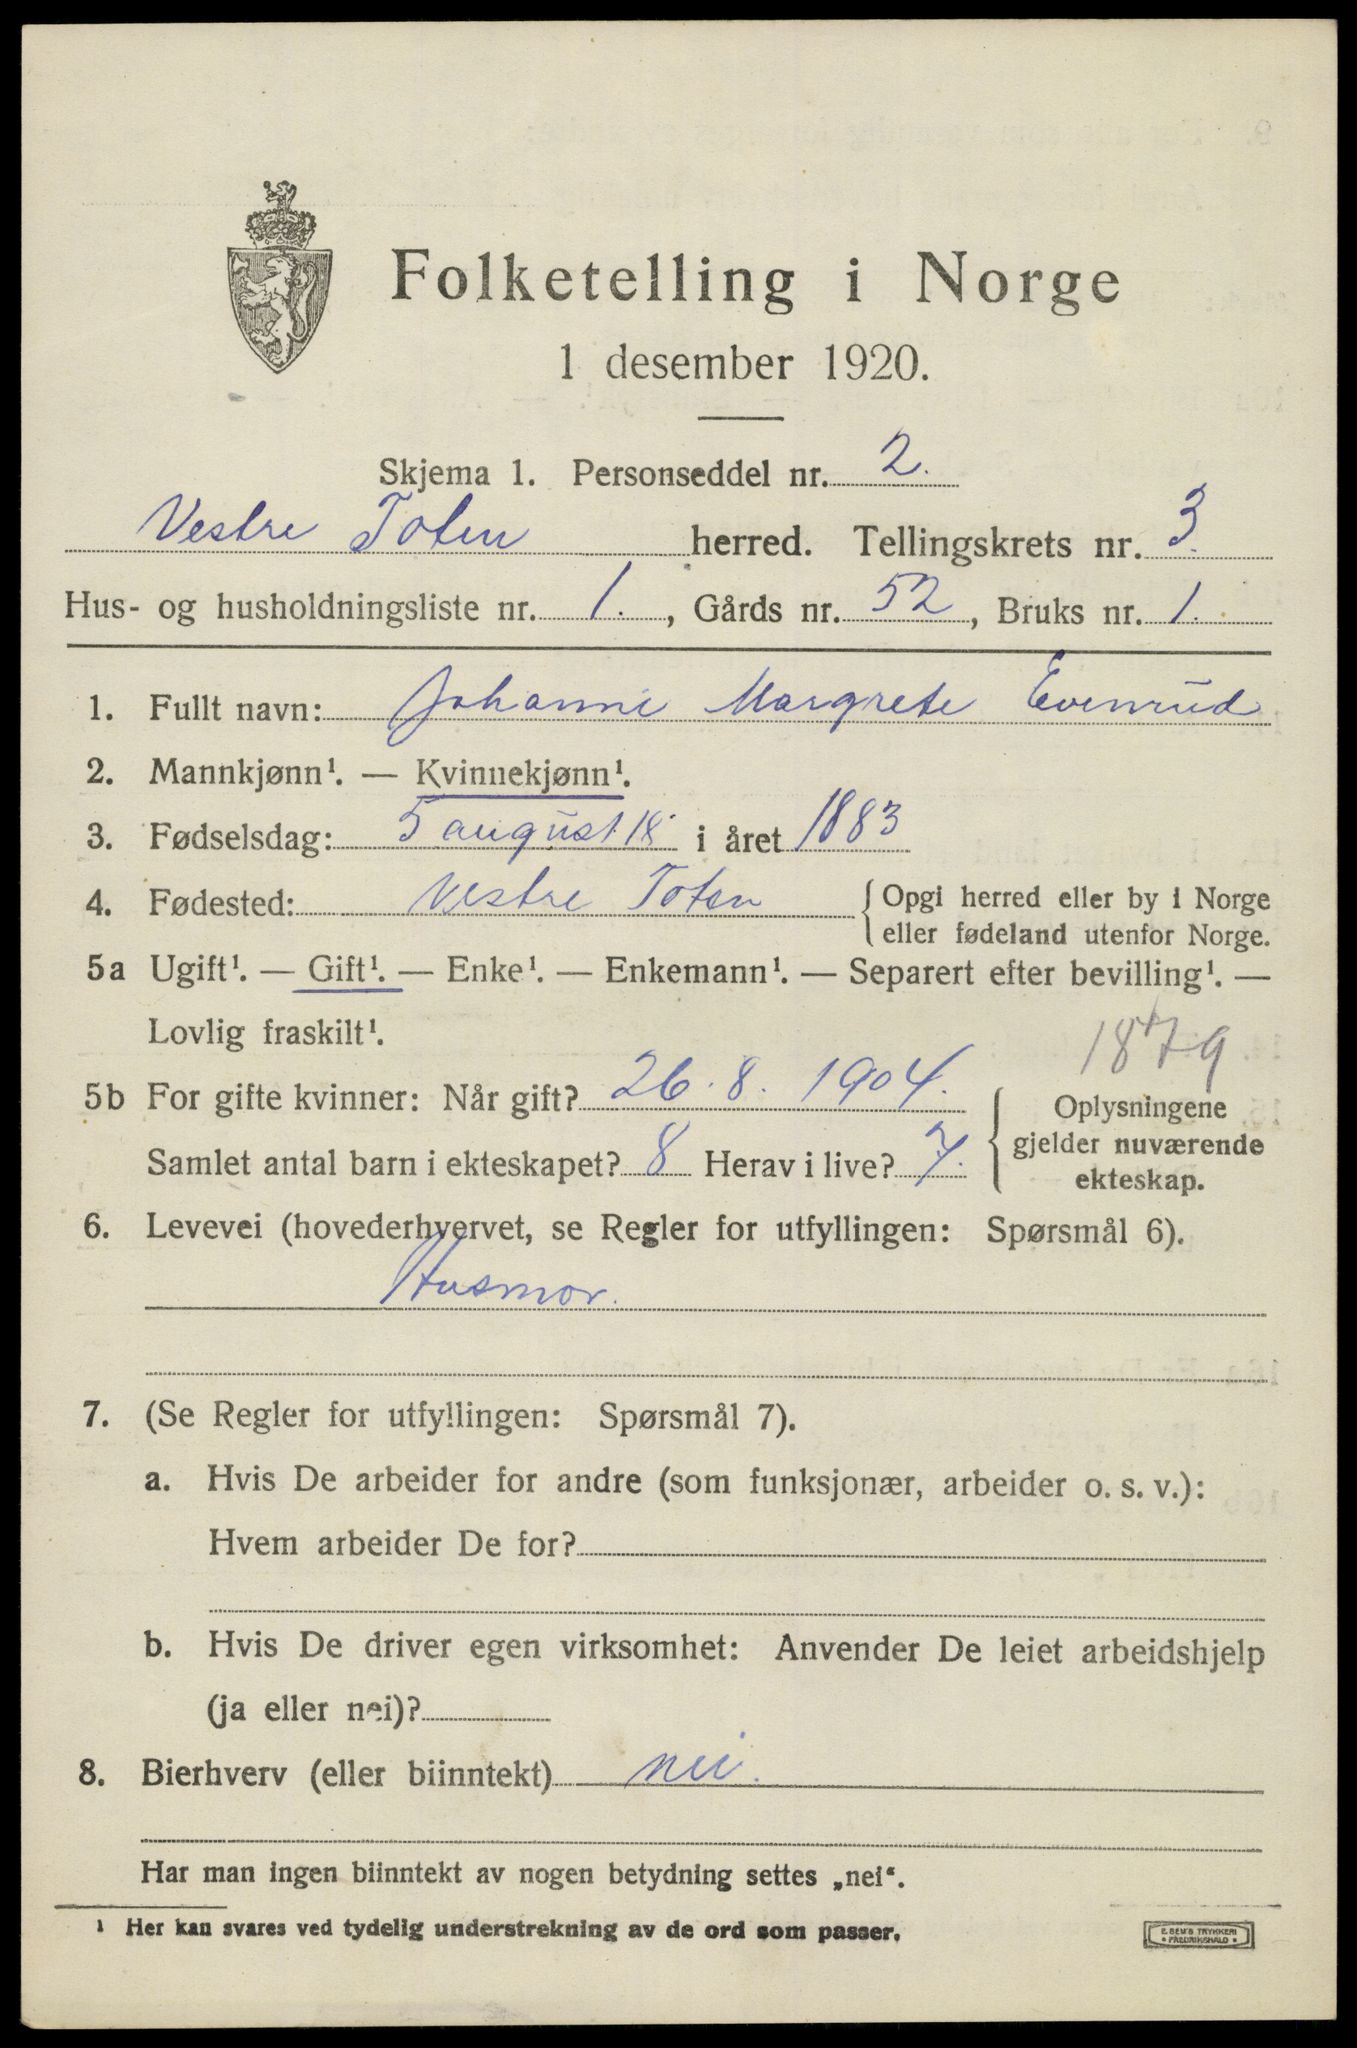 Folketelling i Norge
1 desember 1920.
Skjema 1. Personseddel nr. 2.
Vestre Toten herred. Tellingskrets nr. 3.
Hus- og husholdningsliste nr. 1., Gårds nr. 52, Bruks nr. 1.
1. Fullt navn: Johanne Margrete Evenrud
2. Mannkjønn¹. — Kvinnekjønn¹.
3. Fødselsdag: 5 august 18 i året 1883
4. Fødested: Vestre Toten { Opgi herred eller by i Norge
eller fødeland utenfor Norge.
5a Ugift¹. — Gift¹. — Enke¹. — Enkemann¹. — Separert efter bevilling¹. —
Lovlig fraskilt¹.
1879
5b For gifte kvinner: Når gift? 26.8.1904. { Oplysningene
gjelder nuværende
ekteskap.
Samlet antal barn i ekteskapet? 8 Herav i live? 7.
6. Levevei (hovederhvervet, se Regler for utfyllingen: Spørsmål 6).
Husmor.
7. (Se Regler for utfyllingen: Spørsmål 7).
a. Hvis De arbeider for andre (som funksjonær, arbeider o. s. v.):
Hvem arbeider De for?
b. Hvis De driver egen virksomhet: Anvender De leiet arbeidshjelp
(ja eller nei)?
8. Bierhverv (eller biinntekt) nei.
Har man ingen biinntekt av nogen betydning settes „nei“.
¹ Her kan svares ved tydelig understrekning av de ord som passer.
E. SEM'S TRYKKERI
• FREDRIKSHALD •